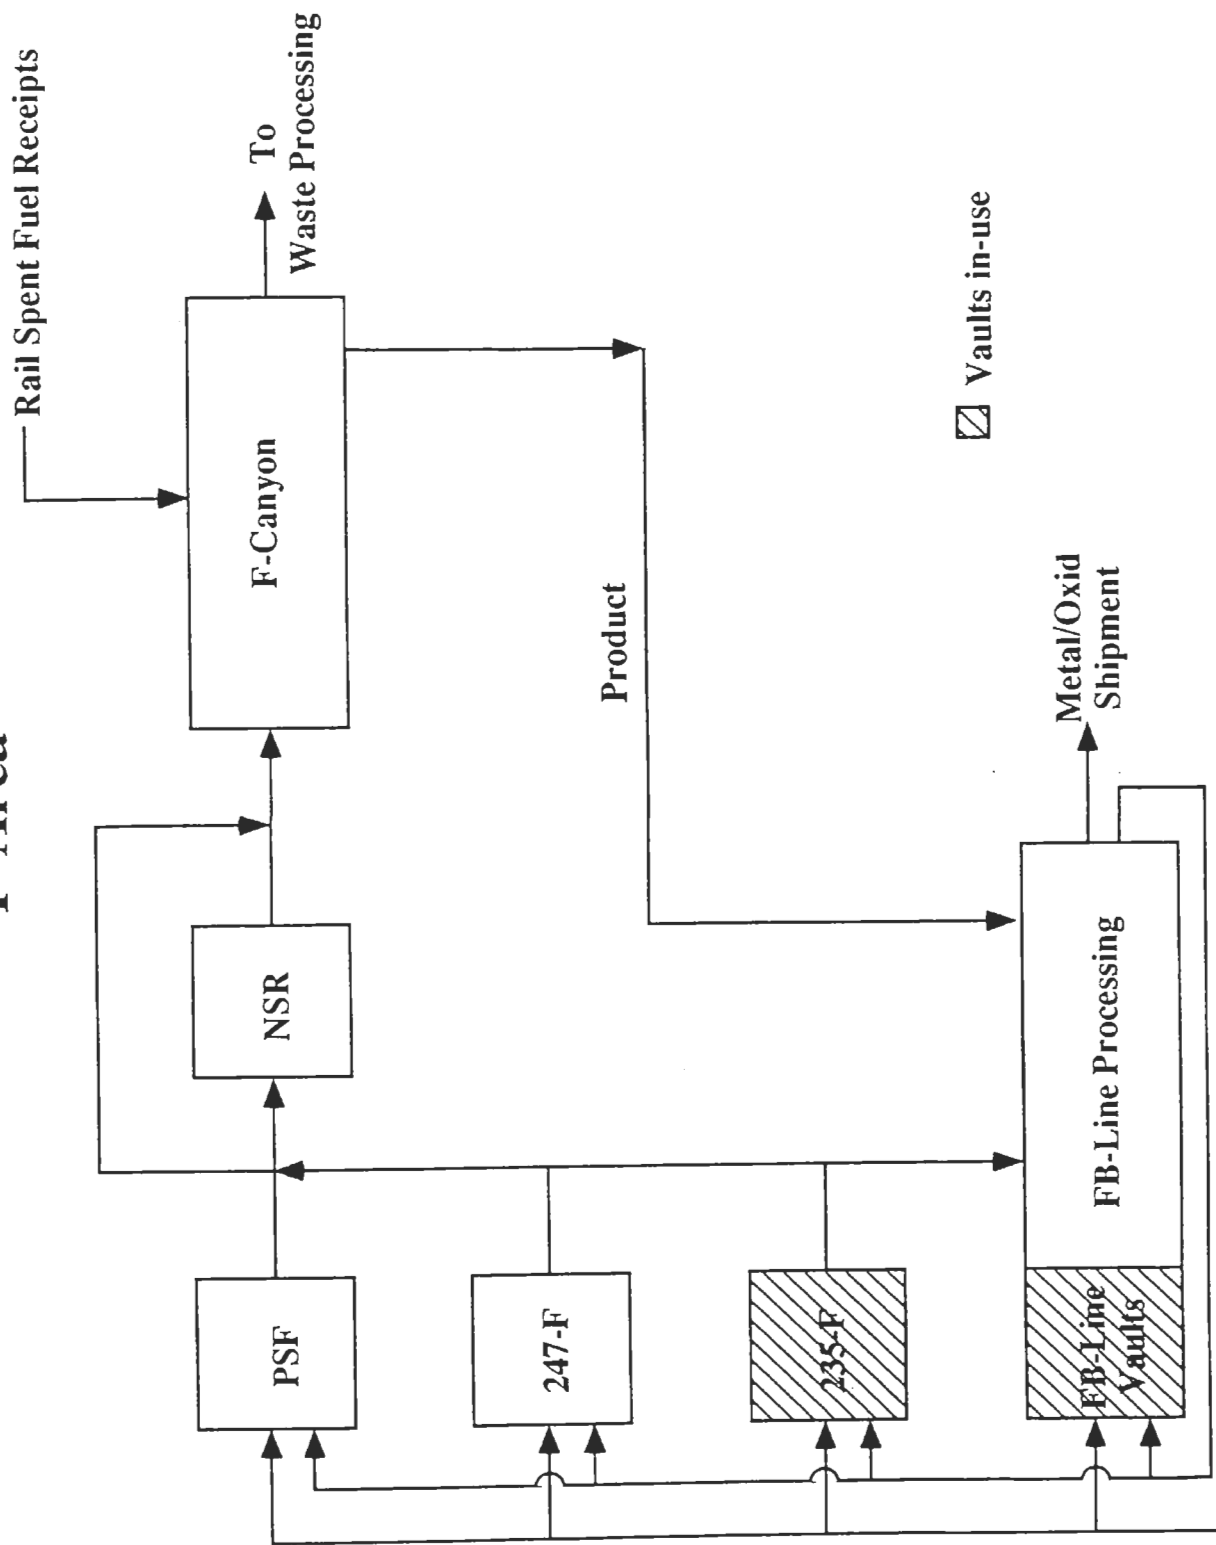 Rail Spent Fuel Receipts
To
Waste Processing
F-Canyon
NSR
PSF
247-F
235-F
Product
Vaults in-use
Metal/Oxid
Shipment
FB-Line Processing
FB-Line
Vaults